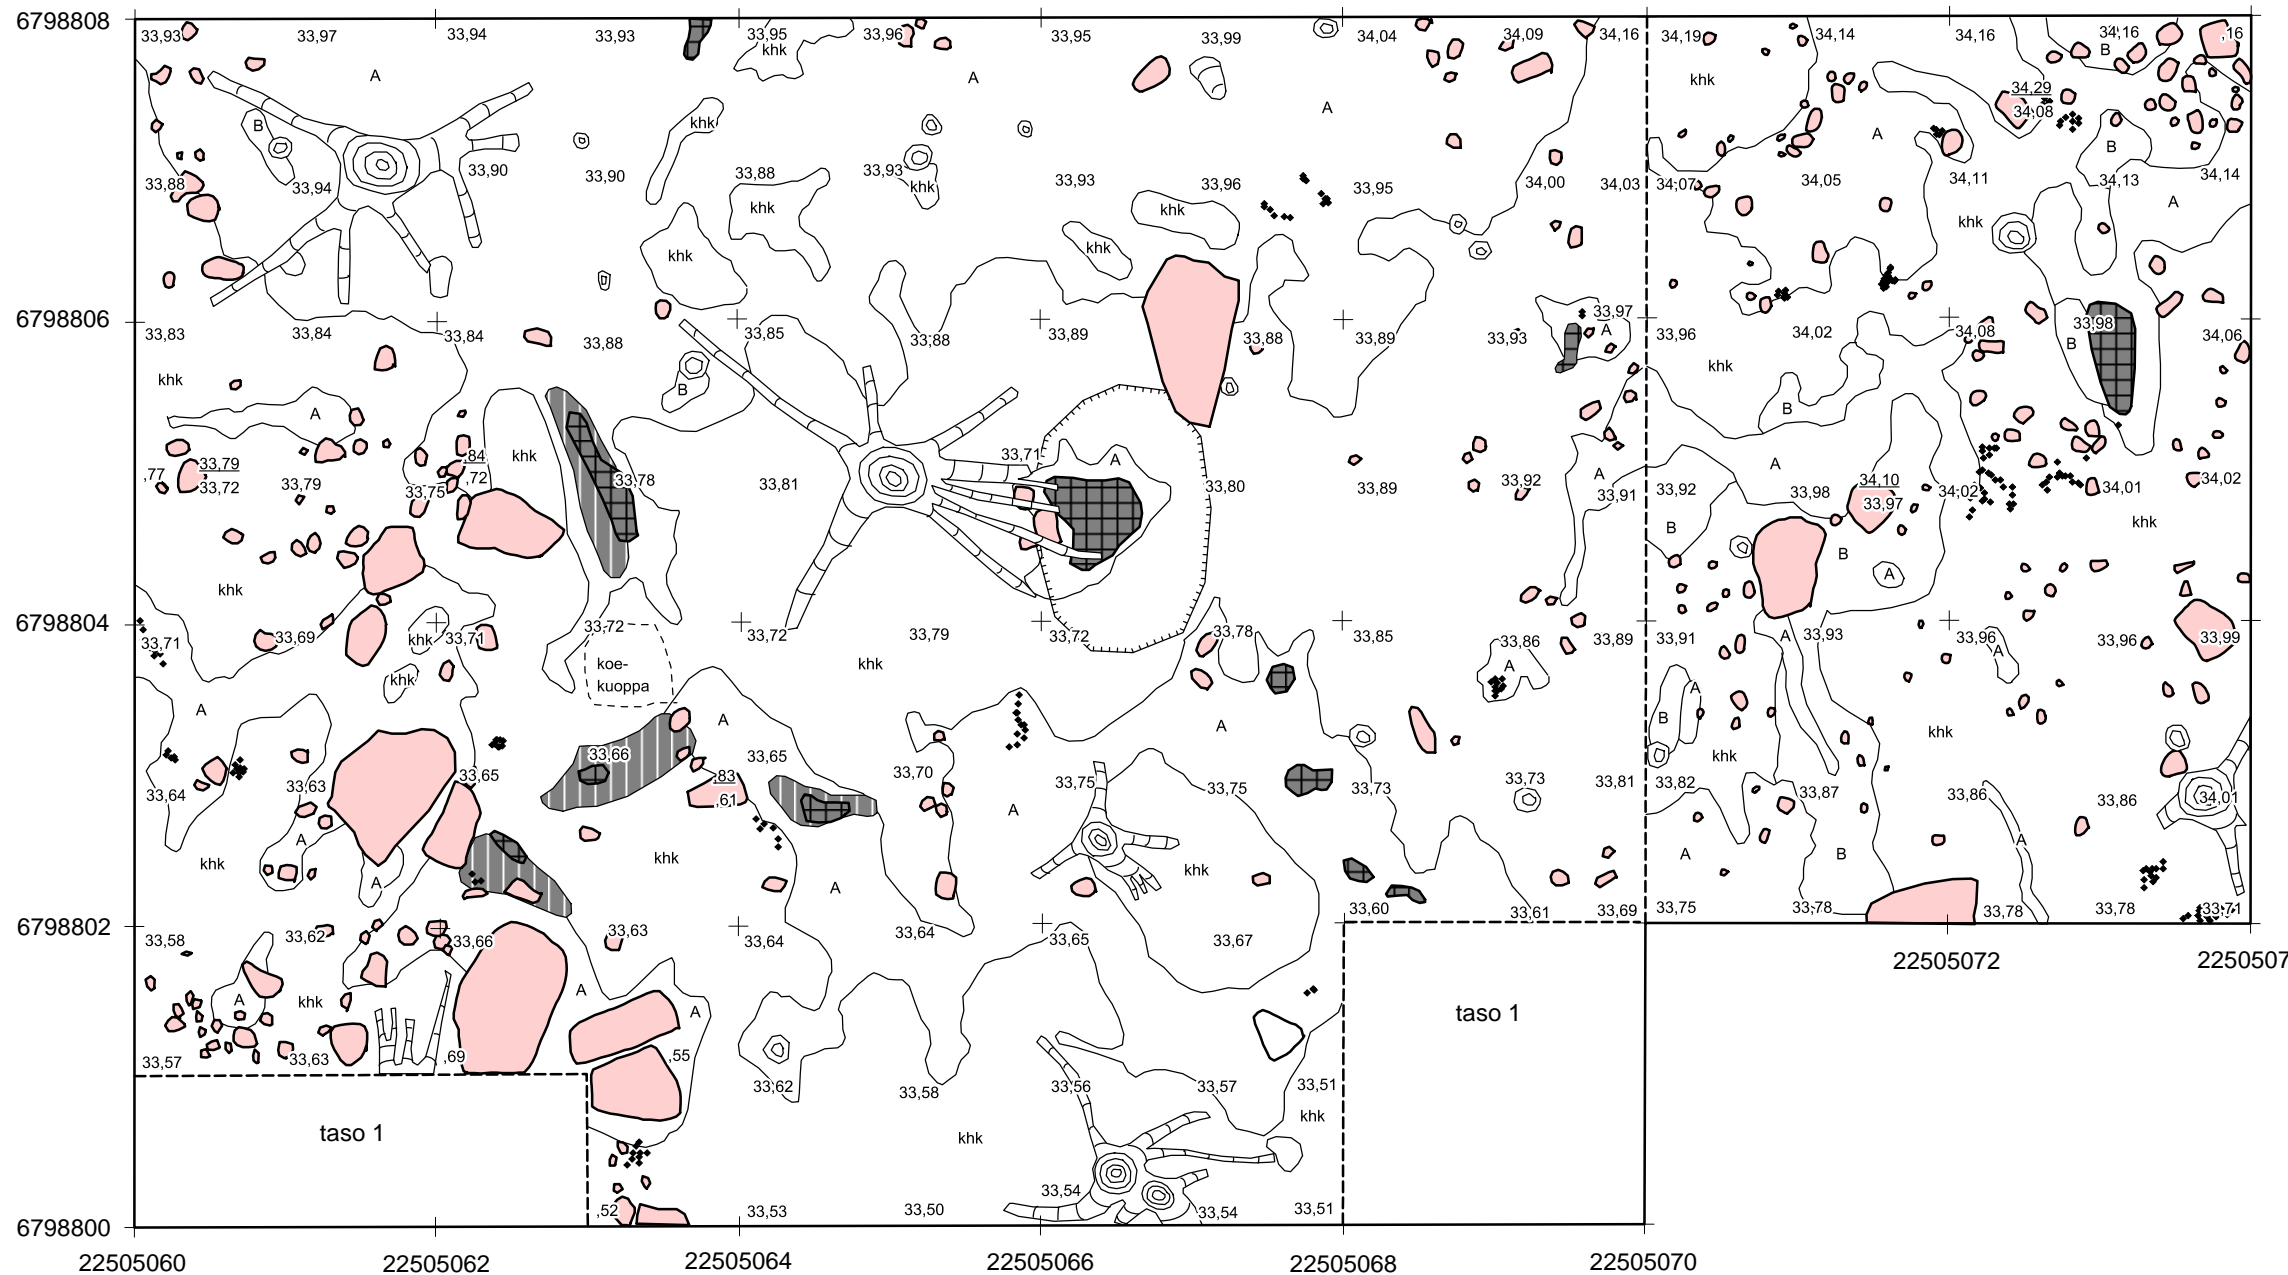 6798808
33,93 33,97 33,94 33,93 33,95 33,96 33,95 33,99 34,04 34,09 34,16 34,19 34,14 34,16 34,16 ,16
khk B
A A khk
34,29
A 34,08
B khk A B
33,88 33,94 33,90 33,90 33,88 33,93 33,93 33,96 33,95 34,00 34,03 34,07 34,05 34,11 34,13 34,14
khk
khk khk khk A
khk khk
6798806
33,83 33,84 33,84 33,88 33,85 33,88 33,89 33,88 33,89 33,93 33,97 33,96 34,02 34,08 33,98 34,06
A B
khk khk
B B
A
khk ,84 33,71 A A
,77 33,79 33,72 33,79 33,75 ,72 33,78 33,81 33,80 33,89 33,92 A 33,91 33,92 33,98 34,10 33,97 34,02 34,01 34,02
B khk
B
khk A
6798804
33,71 33,69 khk 33,71 33,72 33,72 33,79 33,72 33,78 33,85 33,86 33,89 33,91 A 33,93 33,96 33,96 33,99
koe-
kuoppa
khk A A
khk
A A A B A khk
33,66 33,65 khk
33,64 33,63 33,65 ,83 ,61 33,70 33,75 33,75 33,73 33,73 33,81 33,82 33,87 33,86 33,86 34,01
A A
khk A khk A khk A B
33,60 33,61 33,69 33,75 33,78 33,78 33,78 33,71
6798802
33,58 33,62 33,66 33,63 33,64 33,64 33,65 33,67
22505072 2250507
A khk A A
taso 1
33,57 33,63 ,69 ,55
33,62 33,58 33,56 33,57 33,51
khk
taso 1 khk
33,54
,52 33,53 33,50 33,54 33,51
6798800
22505060 22505062 22505064 22505066 22505068 22505070